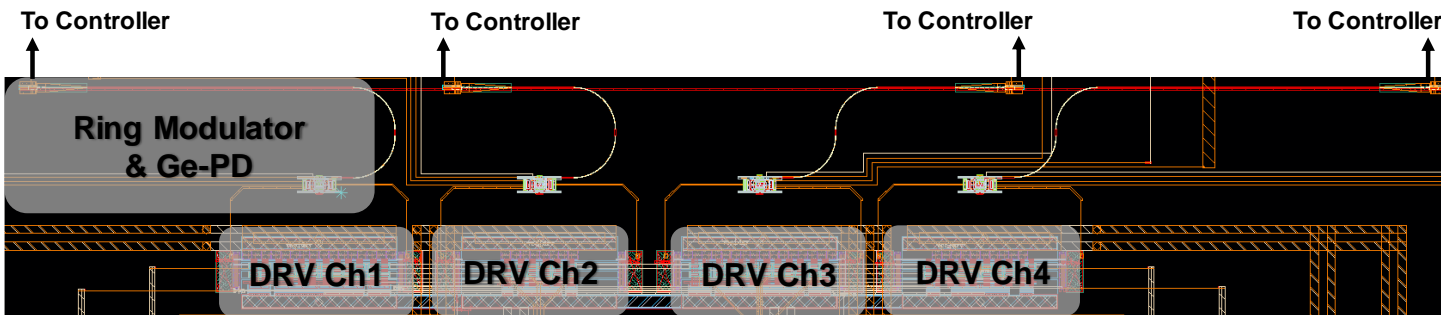 To Controller
To Controller
To Controller
To Controller
Ring Modulator
& Ge-PD
DRV Ch1
DRV Ch2
DRV Ch3
DRV Ch4